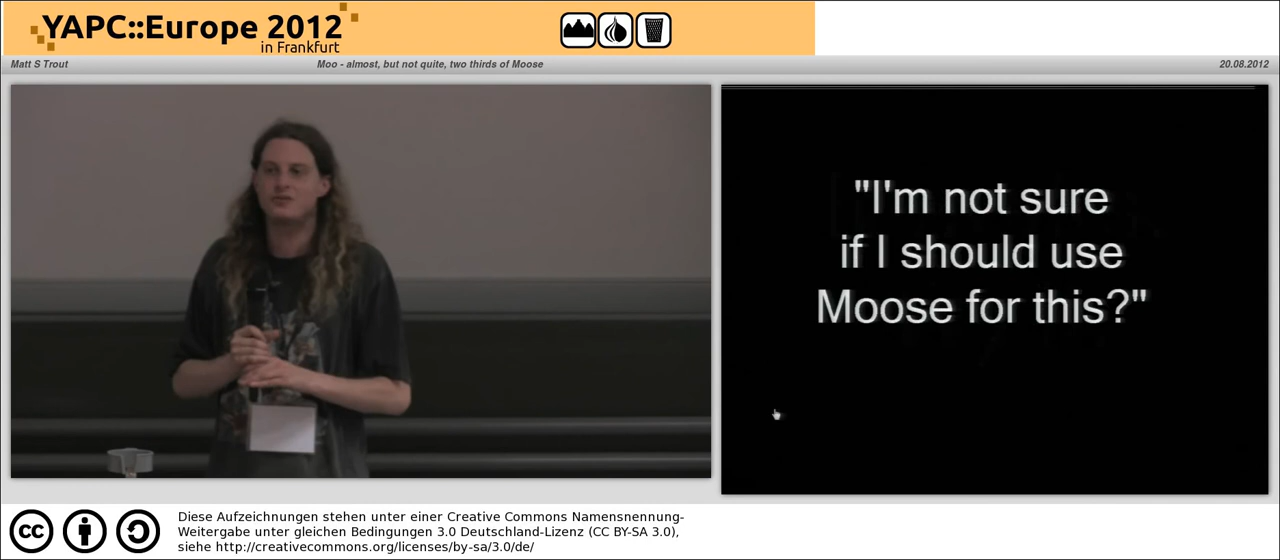 YAPC::Europe 2012
in Frankfurt
Matt S Trout
Moo - almost, but not quite, two thirds of Moose
20.08.2012
"I'm not sure
if I should use
Moose for this?"
cc
Diese Aufzeichnungen stehen unter einer Creative Commons Namensnennung-
Weitergabe unter gleichen Bedingungen 3.0 Deutschland-Lizenz (CC BY-SA 3.0),
siehe http://creativecommons.org/licenses/by-sa/3.0/de/